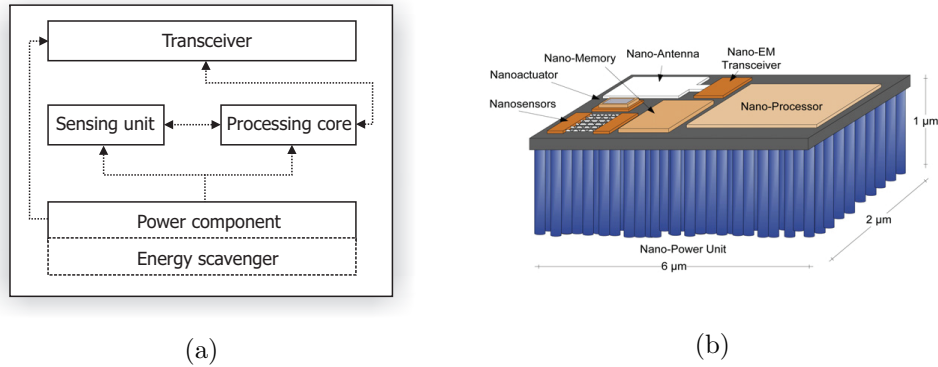 Transceiver
Sensing unit
Processing core
Power component
Energy scavenger
(a)
Nano-Memory
Nano-Antenna
Nano-EM
Transceiver
Nanoactuator
Nanosensors
Nano-Processor
1 µm
2 µm
Nano-Power Unit
6 µm
(b)